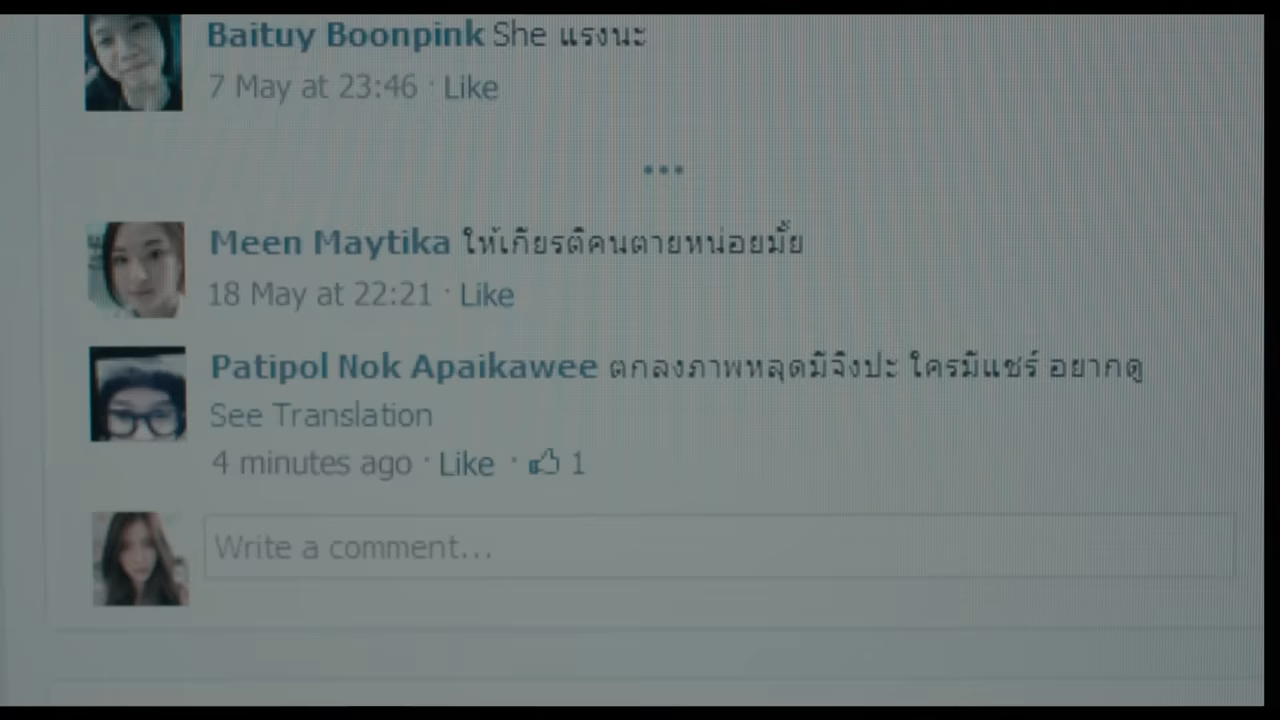 Baituy Boonpink She แรงนะ
7 May at 23:46 · Like
...
Meen Maytika ให้เกียรติคนตายหน่อยมั้ย
18 May at 22:21 · Like
Patipol Nok Apaikawee ตกลงภาพหลุดมีจิงปะ ใครมีแชร์ อยากดู
See Translation
4 minutes ago · Like · 1
Write a comment...